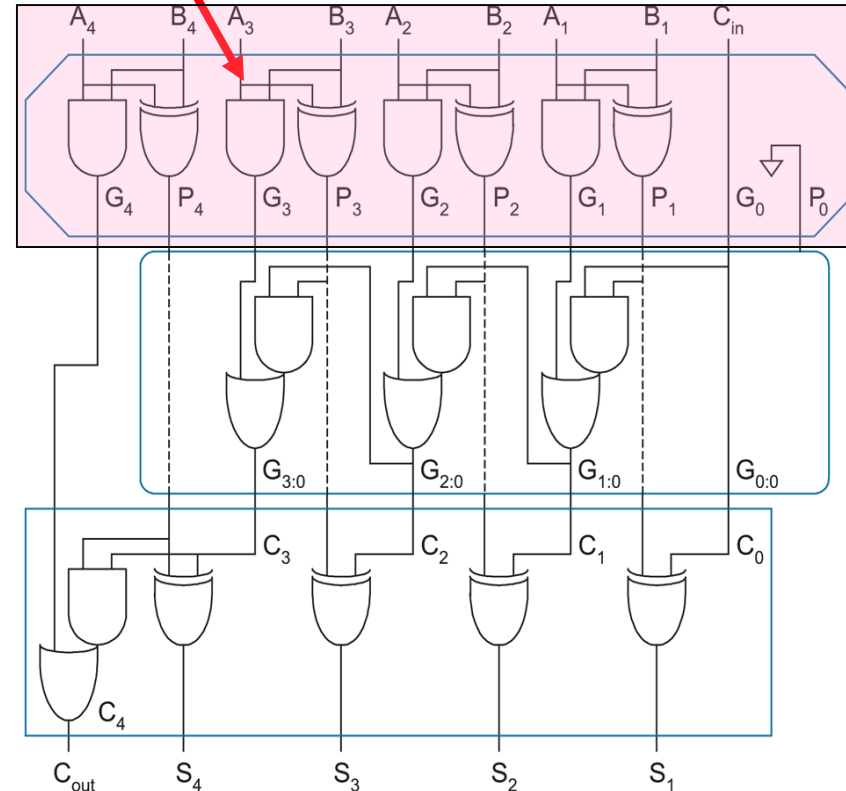 A4 B4 A3 B3 A2 B2 A1 B1 Cin
G4 P4 G3 P3 G2 P2 G1 P1 G0 P0
G3:0 G2:0 G1:0 G0:0
C3 C2 C1 C0
C4
Cout S4 S3 S2 S1